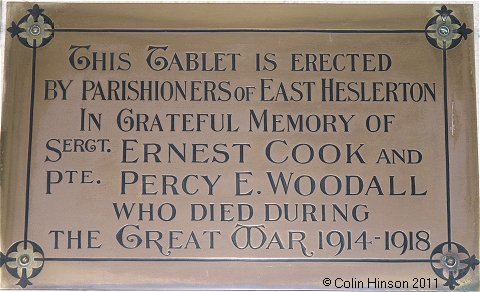 THIS TABLET IS ERECTED
BY PARISHIONERS OF EAST HESLERTON
IN GRATEFUL MEMORY OF
SERGT. ERNEST COOK AND
PTE. PERCY E. WOODALL
WHO DIED DURING
THE GREAT WAR 1914-1918
©Colin Hinson 2011